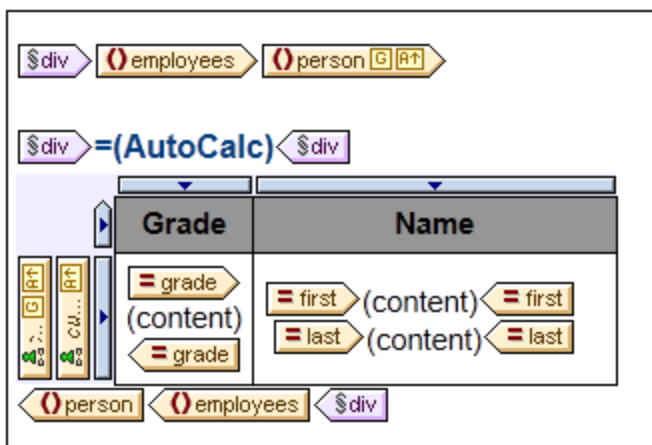 §div ()employees ()person G A↑
§div =(AutoCalc) §div
Grade Name
= grade
(content)
= grade
= first (content) = first
= last (content) = last
G A↑
cu... A↑
()person ()employees §div